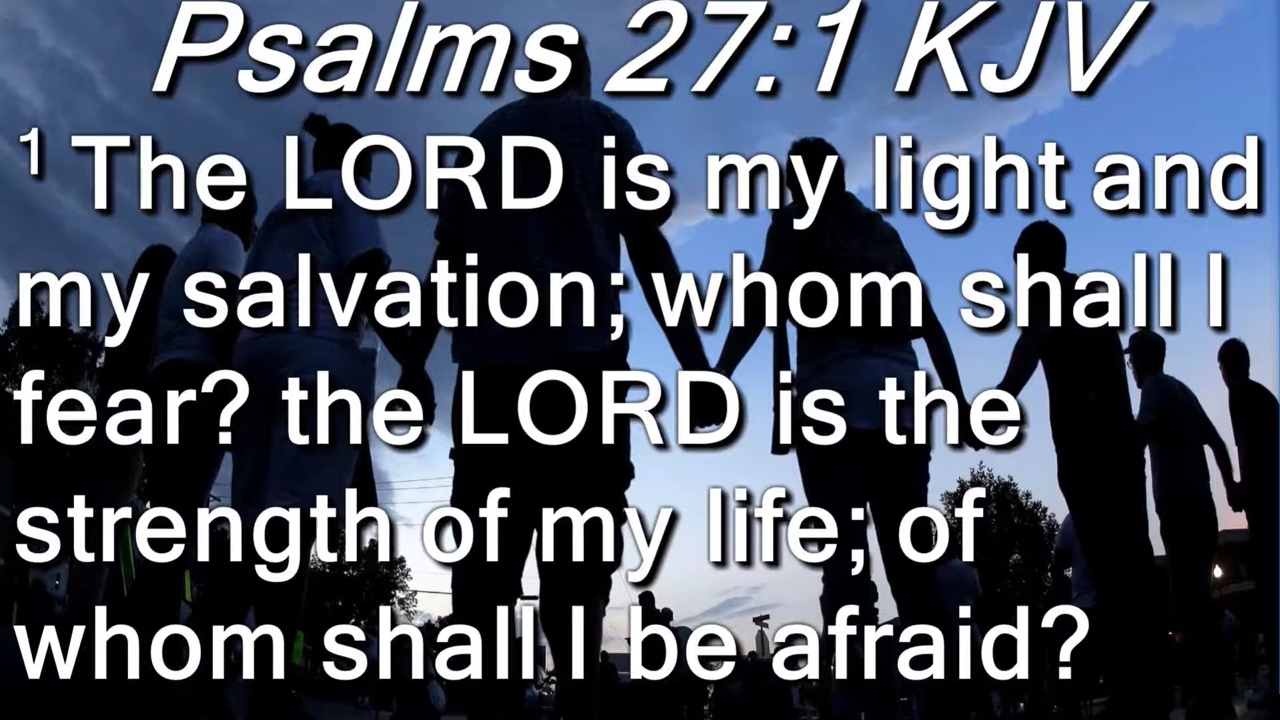 Psalms 27:1 KJV
1 The LORD is my light and
my salvation; whom shall I
fear? the LORD is the
strength of my life; of
whom shall I be afraid?